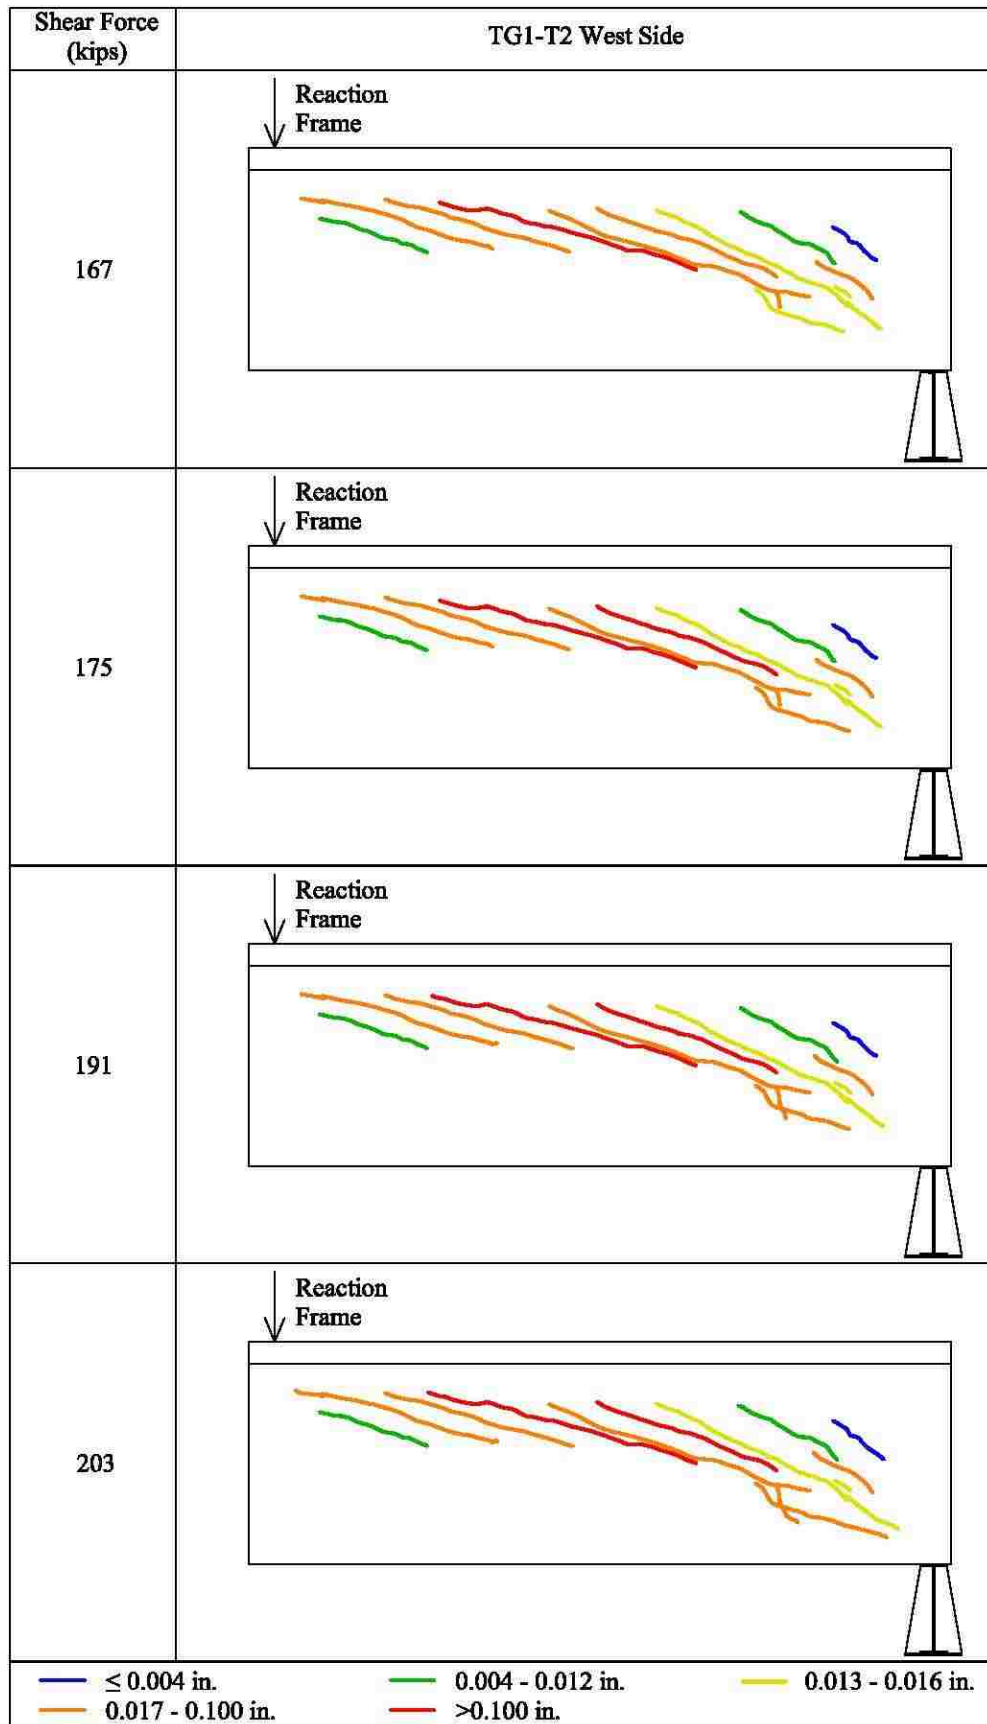 Shear Force
(kips)
TG1-T2 West Side
Reaction
Frame
167
Reaction
Frame
175
Reaction
Frame
191
Reaction
Frame
203
≤ 0.004 in.
0.004 - 0.012 in.
0.013 - 0.016 in.
0.017 - 0.100 in.
>0.100 in.